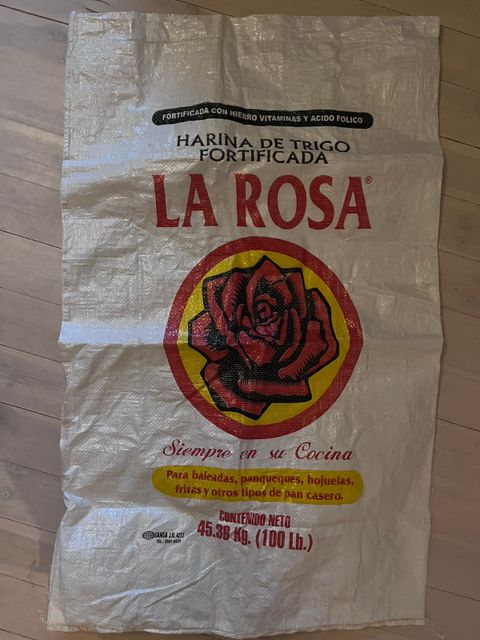 FORTIFICADA CON HIERRO VITAMINAS Y ACIDO FOLICO
HARINA DE TRIGO
FORTIFICADA
LA ROSA®
Siempre en su Cocina
Para baleadas, panqueques, hojuelas,
fritas y otros tipos de pan casero.
CONTENIDO NETO
45.36 Kg. (100 Lb.)